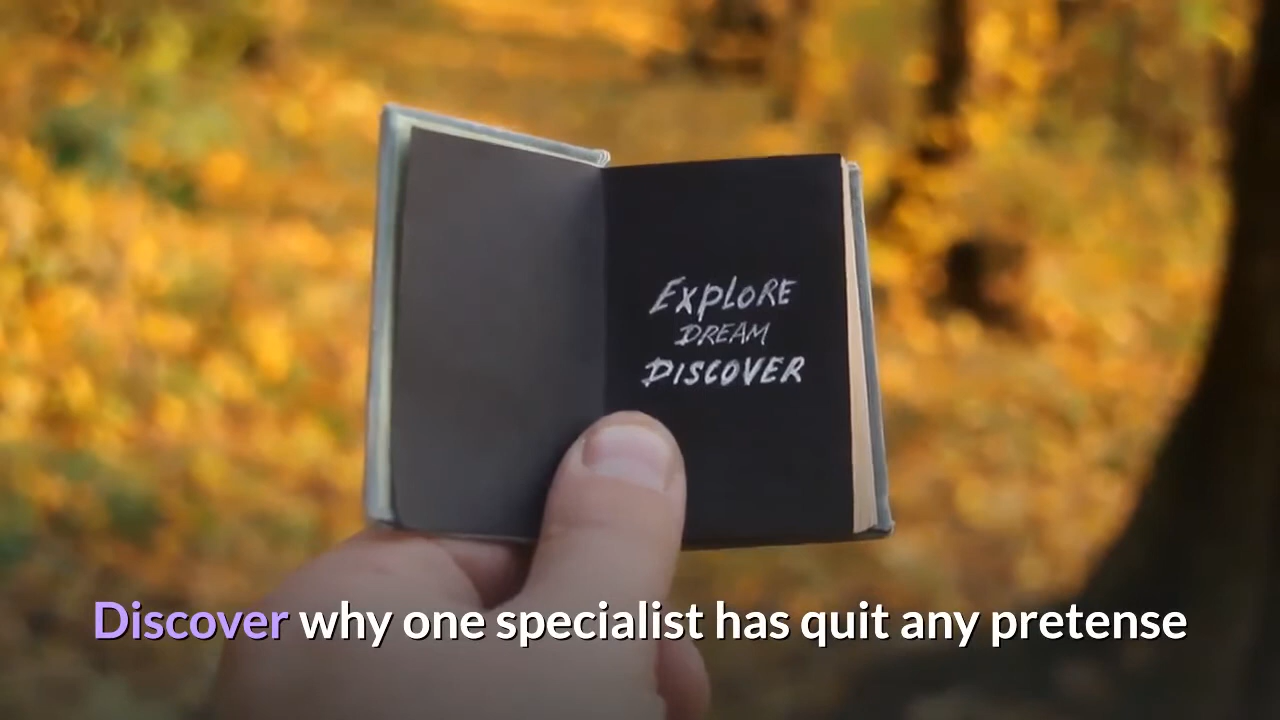 EXPLORE
DREAM
DISCOVER
Discover why one specialist has quit any pretense